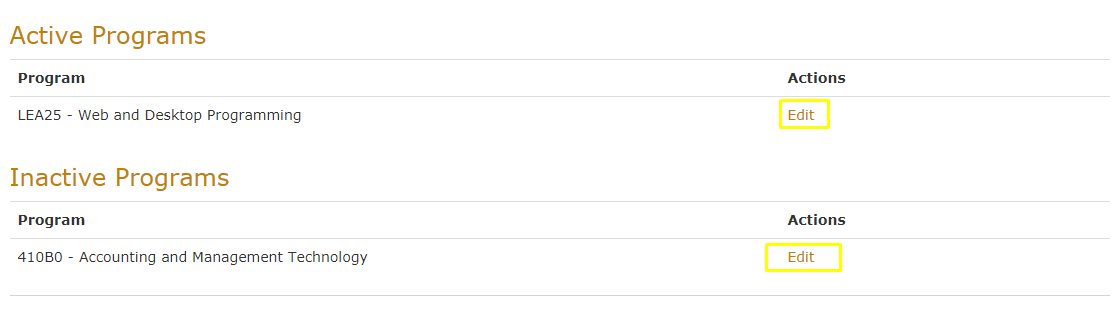 Active Programs
Program Actions
LEA25 - Web and Desktop Programming Edit
Inactive Programs
Program Actions
410B0 - Accounting and Management Technology Edit